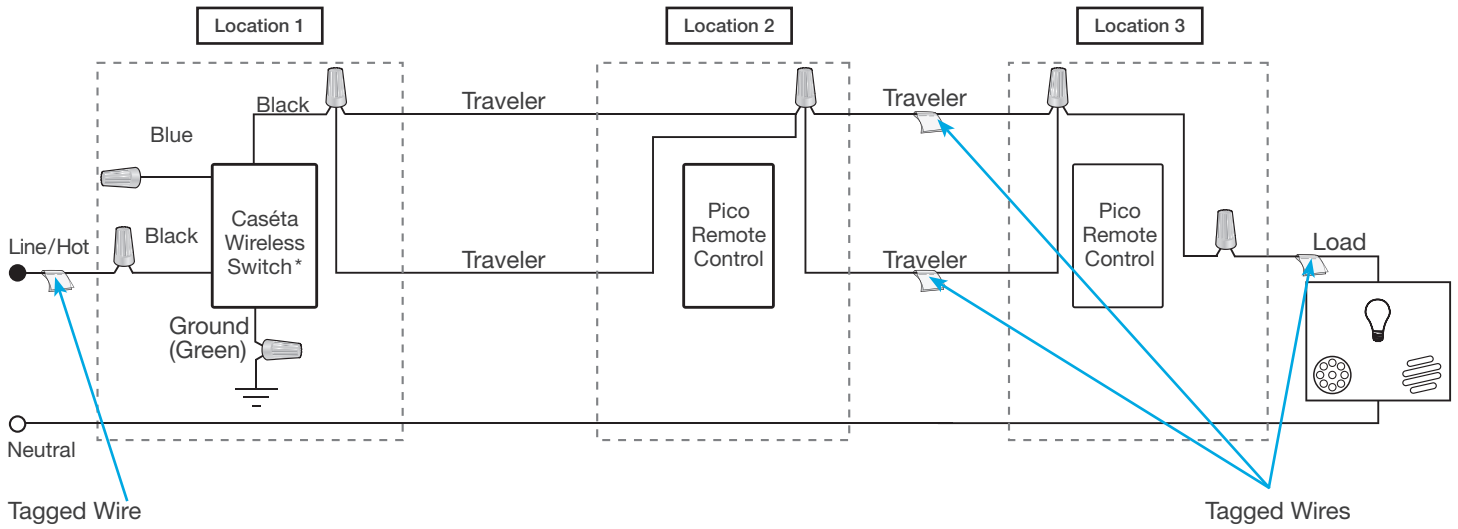 Location 1
Location 2
Location 3
Black
Traveler
Traveler
Blue
Caséta
Wireless
Switch*
Pico
Remote
Control
Pico
Remote
Control
Line/Hot
Black
Traveler
Traveler
Load
Ground
(Green)
Neutral
Tagged Wire
Tagged Wires